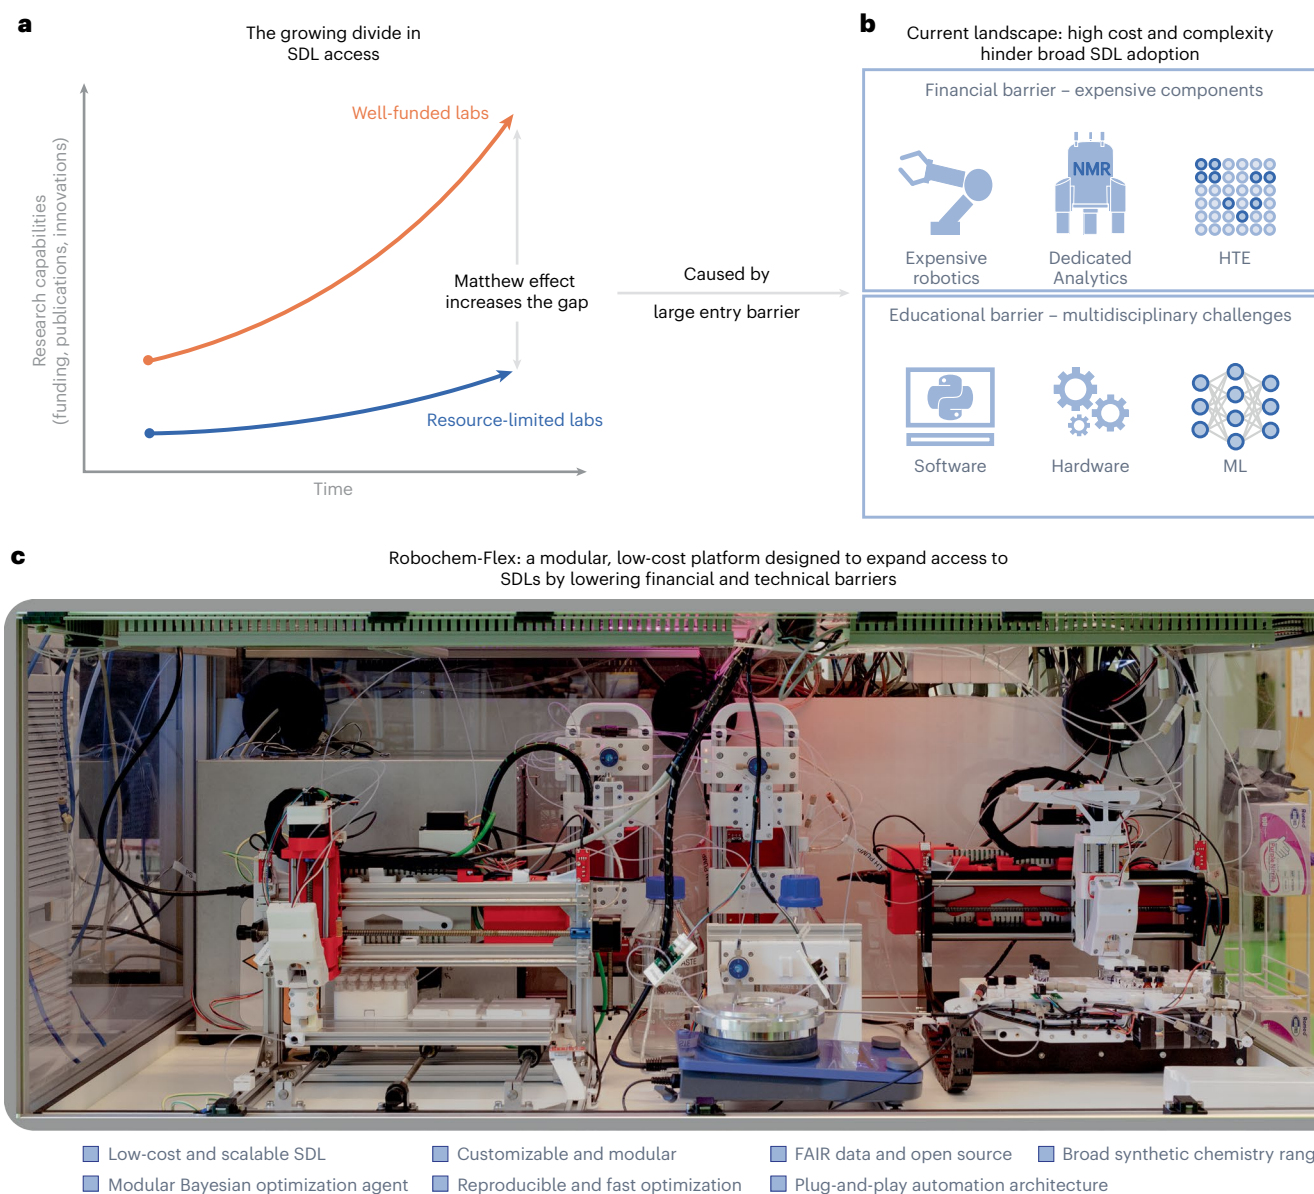 a
The growing divide in
SDL access
Well-funded labs
Research capabilities
(funding, publications, innovations)
Matthew effect
increases the gap
Resource-limited labs
Time
Caused by
large entry barrier
b
Current landscape: high cost and complexity
hinder broad SDL adoption
Financial barrier – expensive components
NMR
Expensive
robotics
Dedicated
Analytics
HTE
Educational barrier – multidisciplinary challenges
Software
Hardware
ML
c
Robochem-Flex: a modular, low-cost platform designed to expand access to
SDLs by lowering financial and technical barriers
Low-cost and scalable SDL
Customizable and modular
FAIR data and open source
Broad synthetic chemistry rang
Modular Bayesian optimization agent
Reproducible and fast optimization
Plug-and-play automation architecture